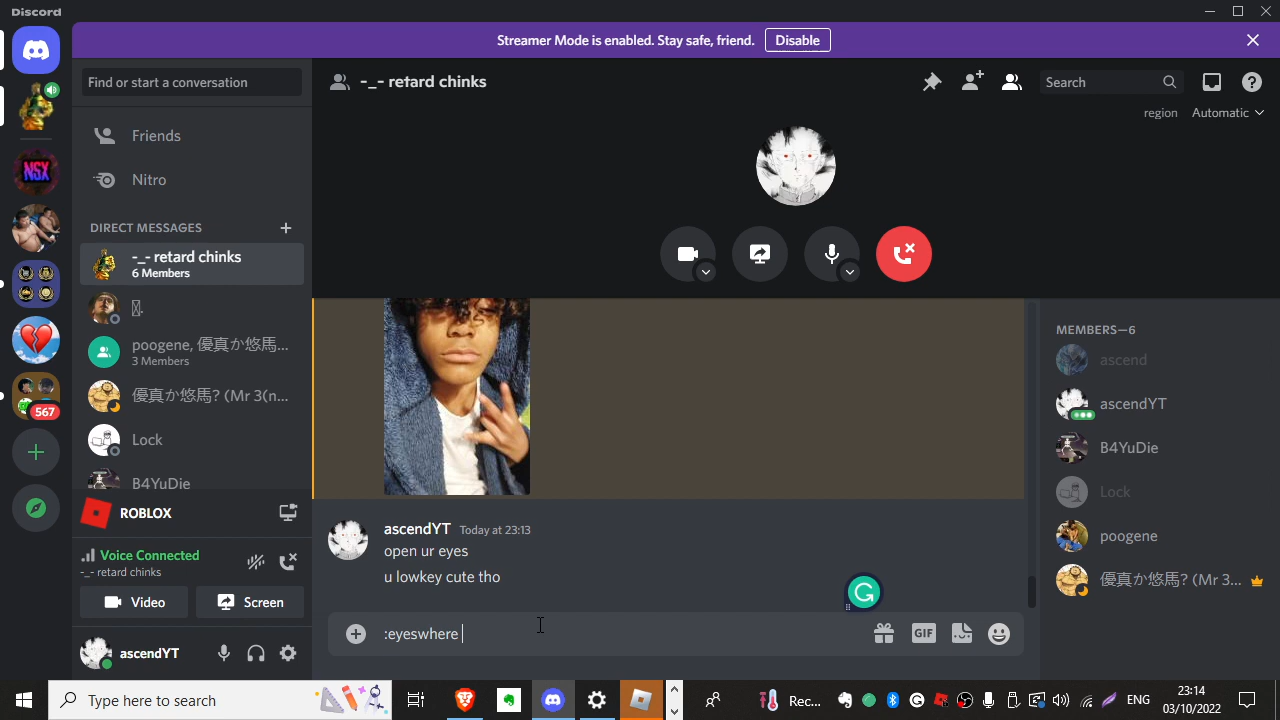 Discord
Streamer Mode is enabled. Stay safe, friend.
Disable
Find or start a conversation
Friends
Nitro
DIRECT MESSAGES
-_- retard chinks
6 Members
poogene, 優真か悠馬...
3 Members
優真か悠馬? (Mr 3(n...
Lock
B4YuDie
ROBLOX
Voice Connected
-_- retard chinks
Video
Screen
ascendYT
NSX
567
-_- retard chinks
Search
region
Automatic
ascendYT Today at 23:13
open ur eyes
u lowkey cute tho
:eyeswhere
GIF
MEMBERS—6
ascend
ascendYT
B4YuDie
Lock
poogene
優真か悠馬? (Mr 3...
Type here to search
Rec...
ENG
23:14
03/10/2022